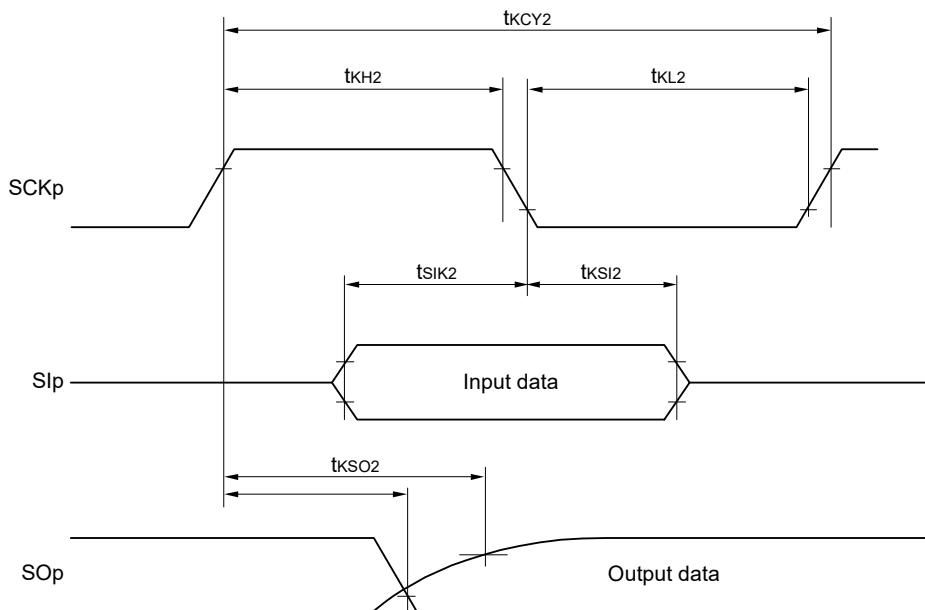 tKCY2
tKH2
tKL2
SCKp
tSIK2
tKSI2
SIp
Input data
tKSO2
SOp
Output data